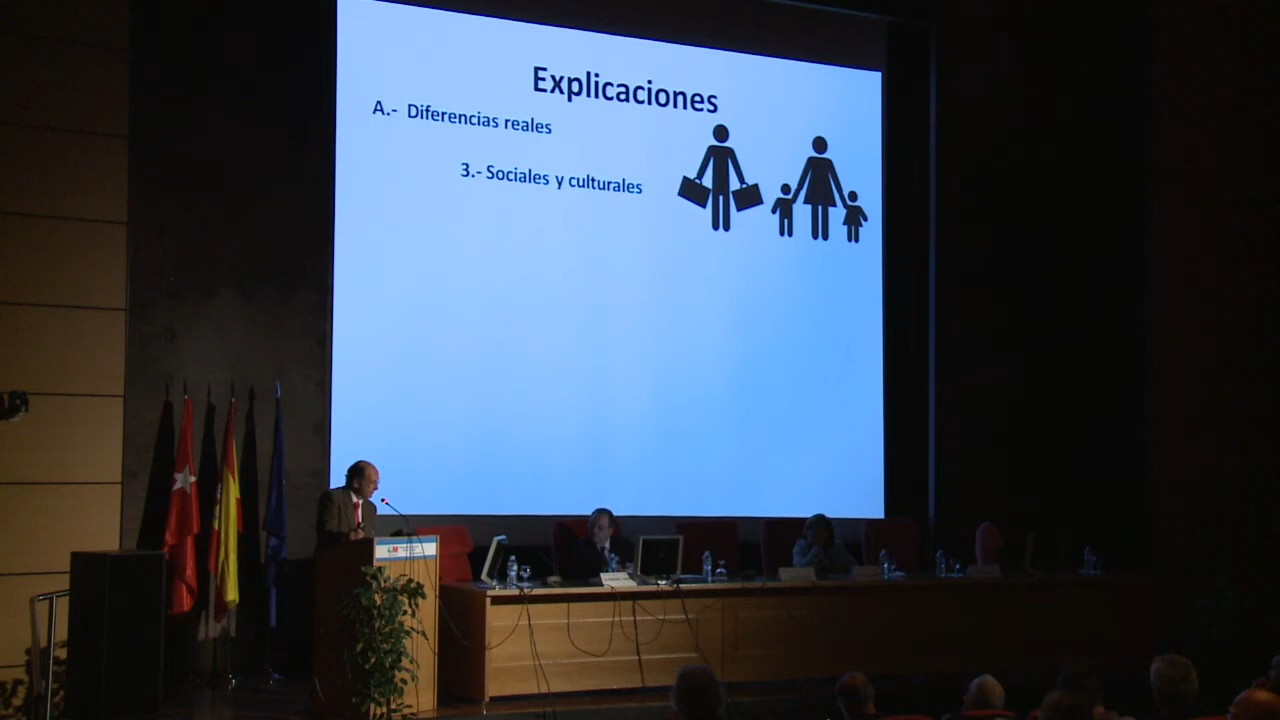 Explicaciones
A.- Diferencias reales
3.- Sociales y culturales